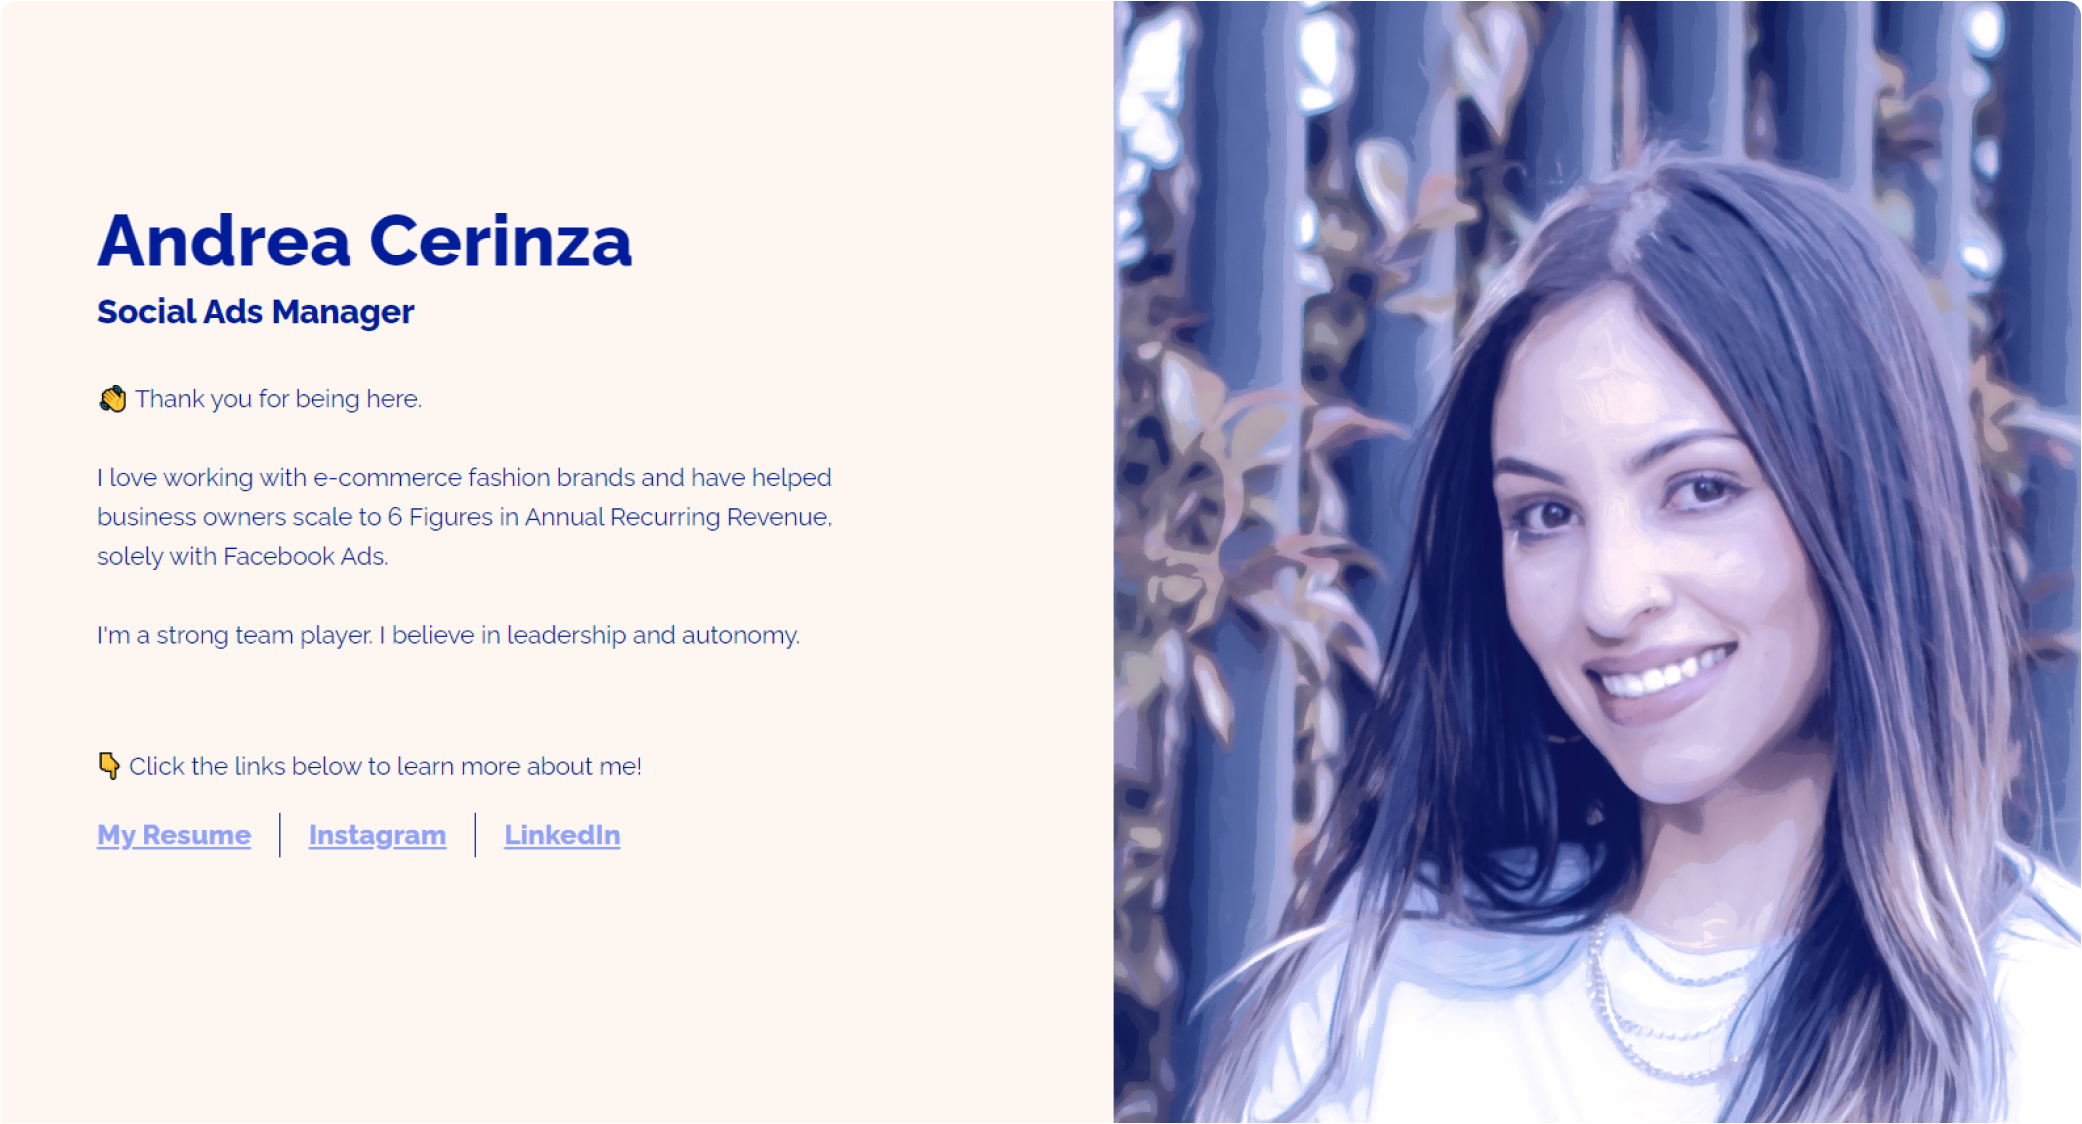 Andrea Cerinza
Social Ads Manager
👏 Thank you for being here.
I love working with e-commerce fashion brands and have helped
business owners scale to 6 Figures in Annual Recurring Revenue,
solely with Facebook Ads.
I'm a strong team player. I believe in leadership and autonomy.
👇 Click the links below to learn more about me!
My Resume | Instagram | LinkedIn